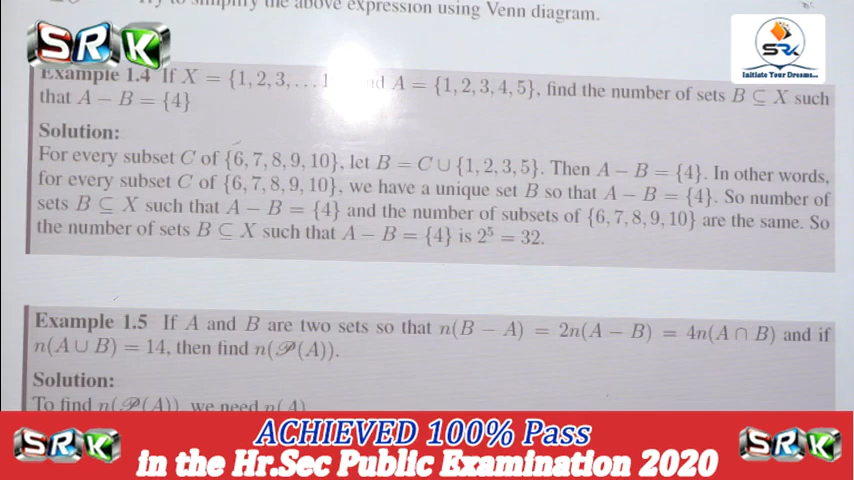 the above expression using Venn diagram.
SRK
SRK
Initiate Your Dreams...
Example 1.4 If X = {1, 2, 3, . . . 1 A = {1, 2, 3, 4, 5}, find the number of sets B ⊆ X such
that A − B = {4}
Solution:
For every subset C of {6, 7, 8, 9, 10}, let B = C ∪ {1, 2, 3, 5}. Then A − B = {4}. In other words,
for every subset C of {6, 7, 8, 9, 10}, we have a unique set B so that A − B = {4}. So number of
sets B ⊆ X such that A − B = {4} and the number of subsets of {6, 7, 8, 9, 10} are the same. So
the number of sets B ⊆ X such that A − B = {4} is 2⁵ = 32.
Example 1.5 If A and B are two sets so that n(B − A) = 2n(A − B) = 4n(A ∩ B) and if
n(A ∪ B) = 14, then find n(𝒫(A)).
Solution:
To find n(𝒫(A)), we need n(A)
SRK
ACHIEVED 100% Pass
in the Hr.Sec Public Examination 2020
SRK